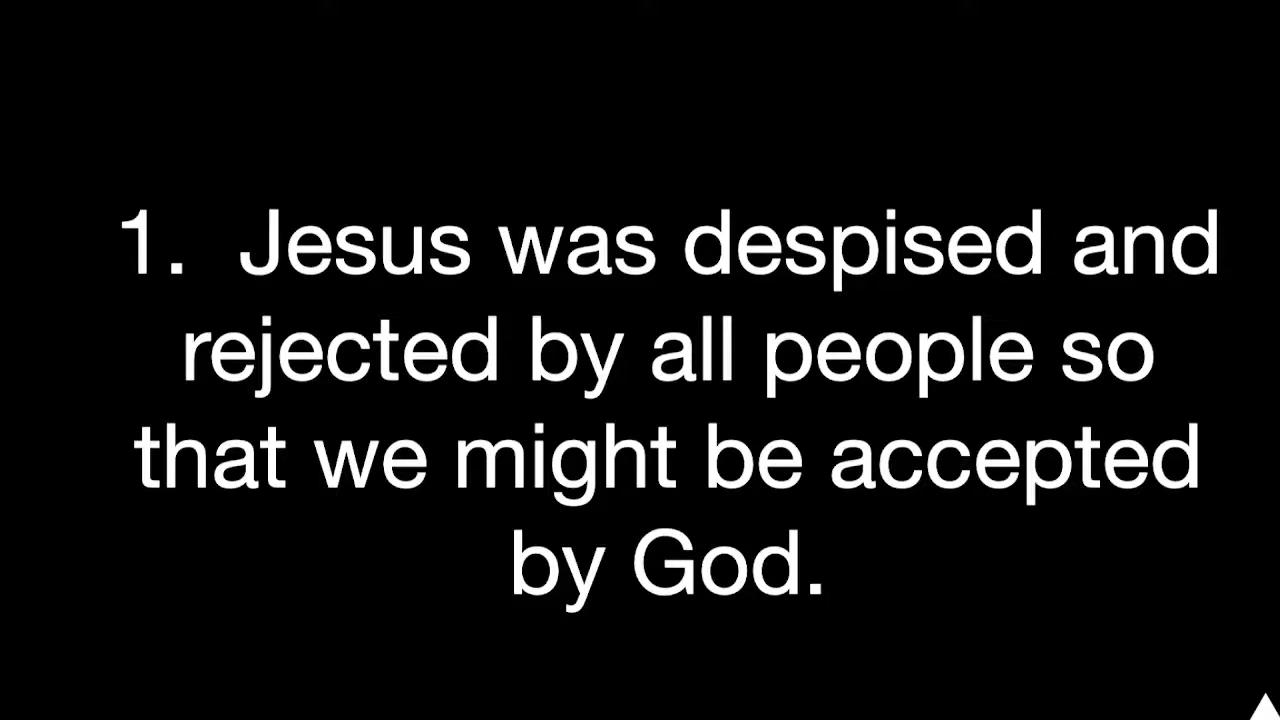 1.  Jesus was despised and
rejected by all people so
that we might be accepted
by God.